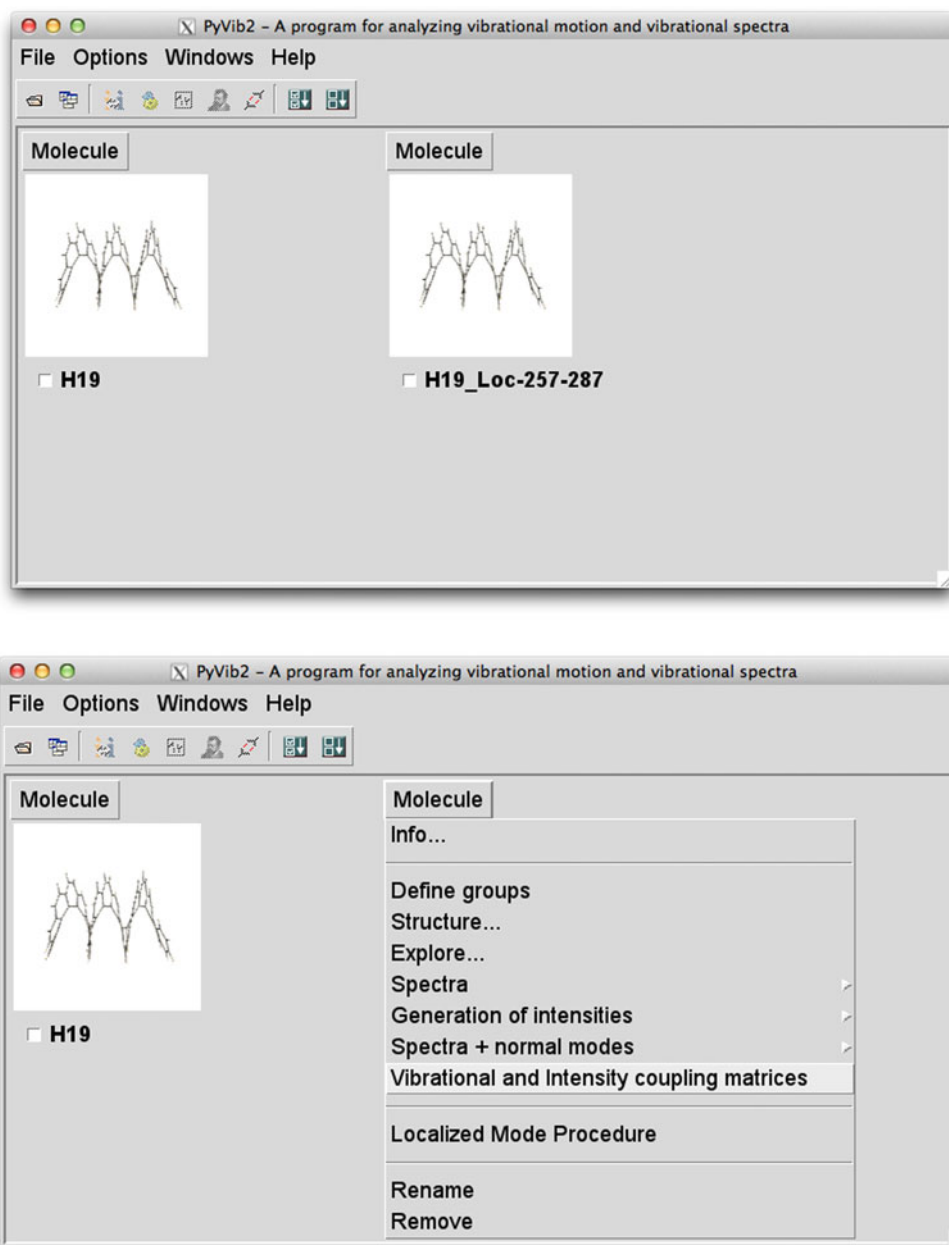 PyVib2 – A program for analyzing vibrational motion and vibrational spectra
File Options Windows Help
Molecule Molecule
H19 H19_Loc-257-287
PyVib2 – A program for analyzing vibrational motion and vibrational spectra
File Options Windows Help
Molecule Molecule
Info...
Define groups
Structure...
Explore...
Spectra
Generation of intensities
H19
Spectra + normal modes
Vibrational and Intensity coupling matrices
Localized Mode Procedure
Rename
Remove